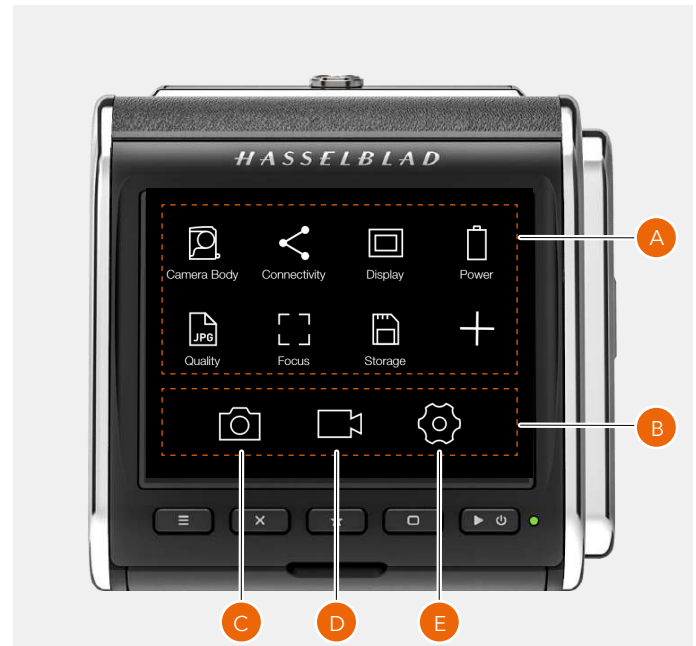 HASSELBLAD
Camera Body Connectivity Display Power
JPG
Quality Focus Storage
A
B
C D E